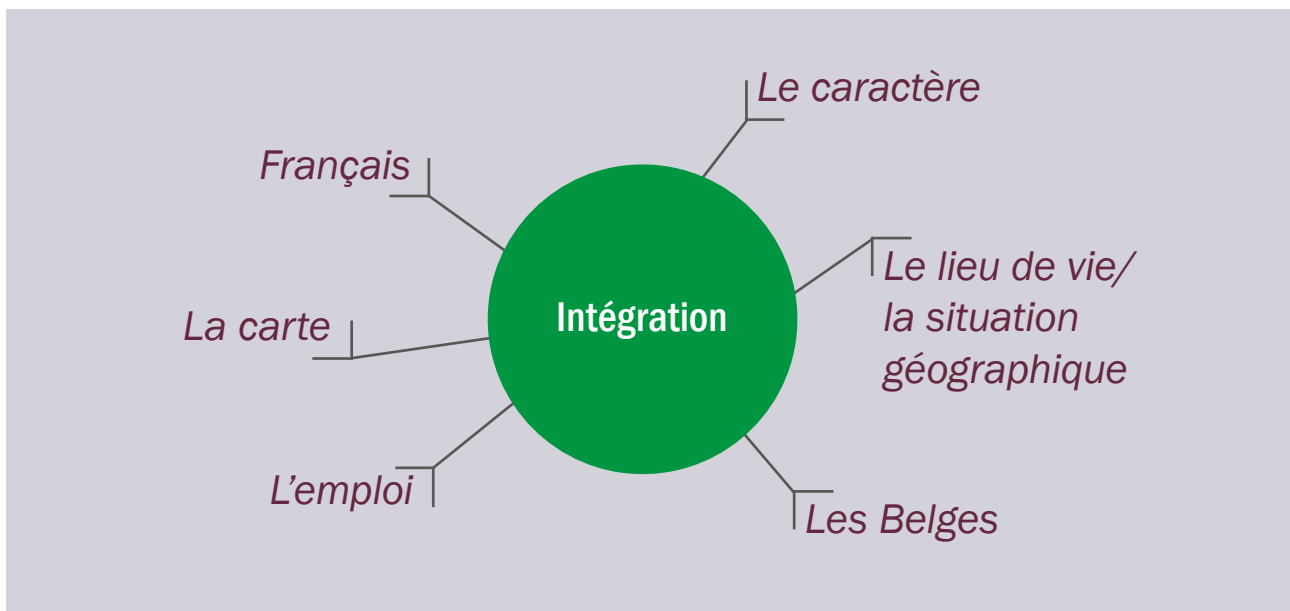 Le caractère
Français
Le lieu de vie/
la situation
géographique
Intégration
La carte
L'emploi
Les Belges